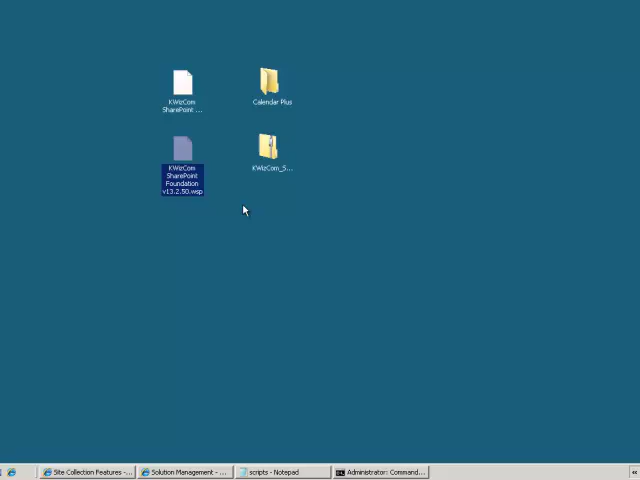 KWizCom
SharePoint ...
Calendar Plus
KWizCom
SharePoint
Foundation
v13.2.50.wsp
KWizCom_S...
Site Collection Features -...
Solution Management - ...
scripts - Notepad
Administrator: Command...